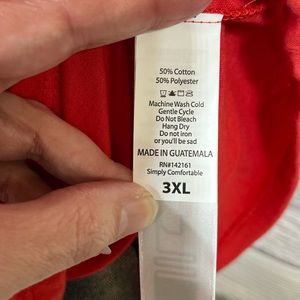 50% Cotton
50% Polyester
Machine Wash Cold
Gentle Cycle
Do Not Bleach
Hang Dry
Do not iron
or you'll be sad
MADE IN GUATEMALA
RN#142161
Simply Comfortable
3XL